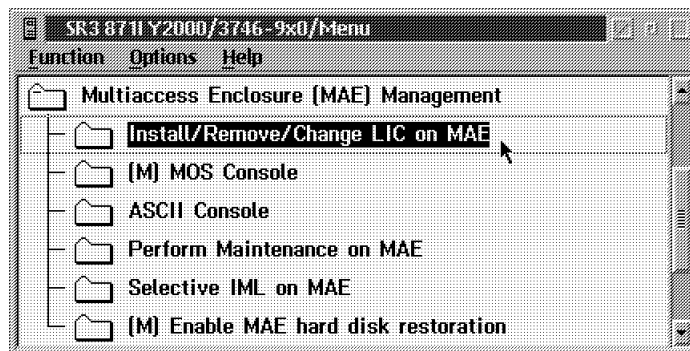 SR3 871I Y2000/3746-9x0/Menu
Function Options Help
Multiaccess Enclosure (MAE) Management
Install/Remove/Change LIC on MAE
(M) MOS Console
ASCII Console
Perform Maintenance on MAE
Selective IML on MAE
(M) Enable MAE hard disk restoration